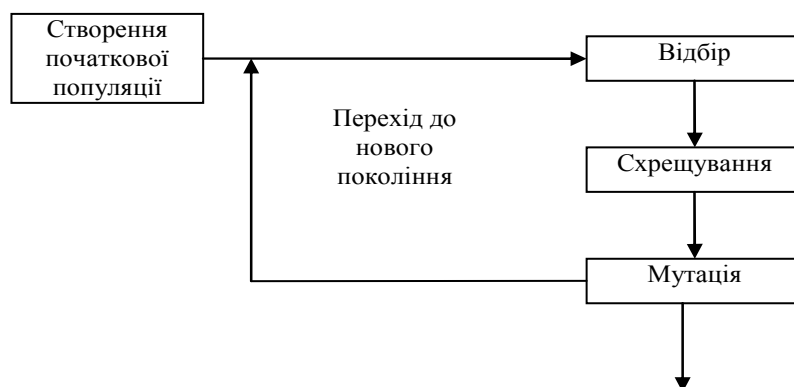 Створення
початкової
популяції
Відбір
Перехід до
нового
покоління
Схрещування
Мутація